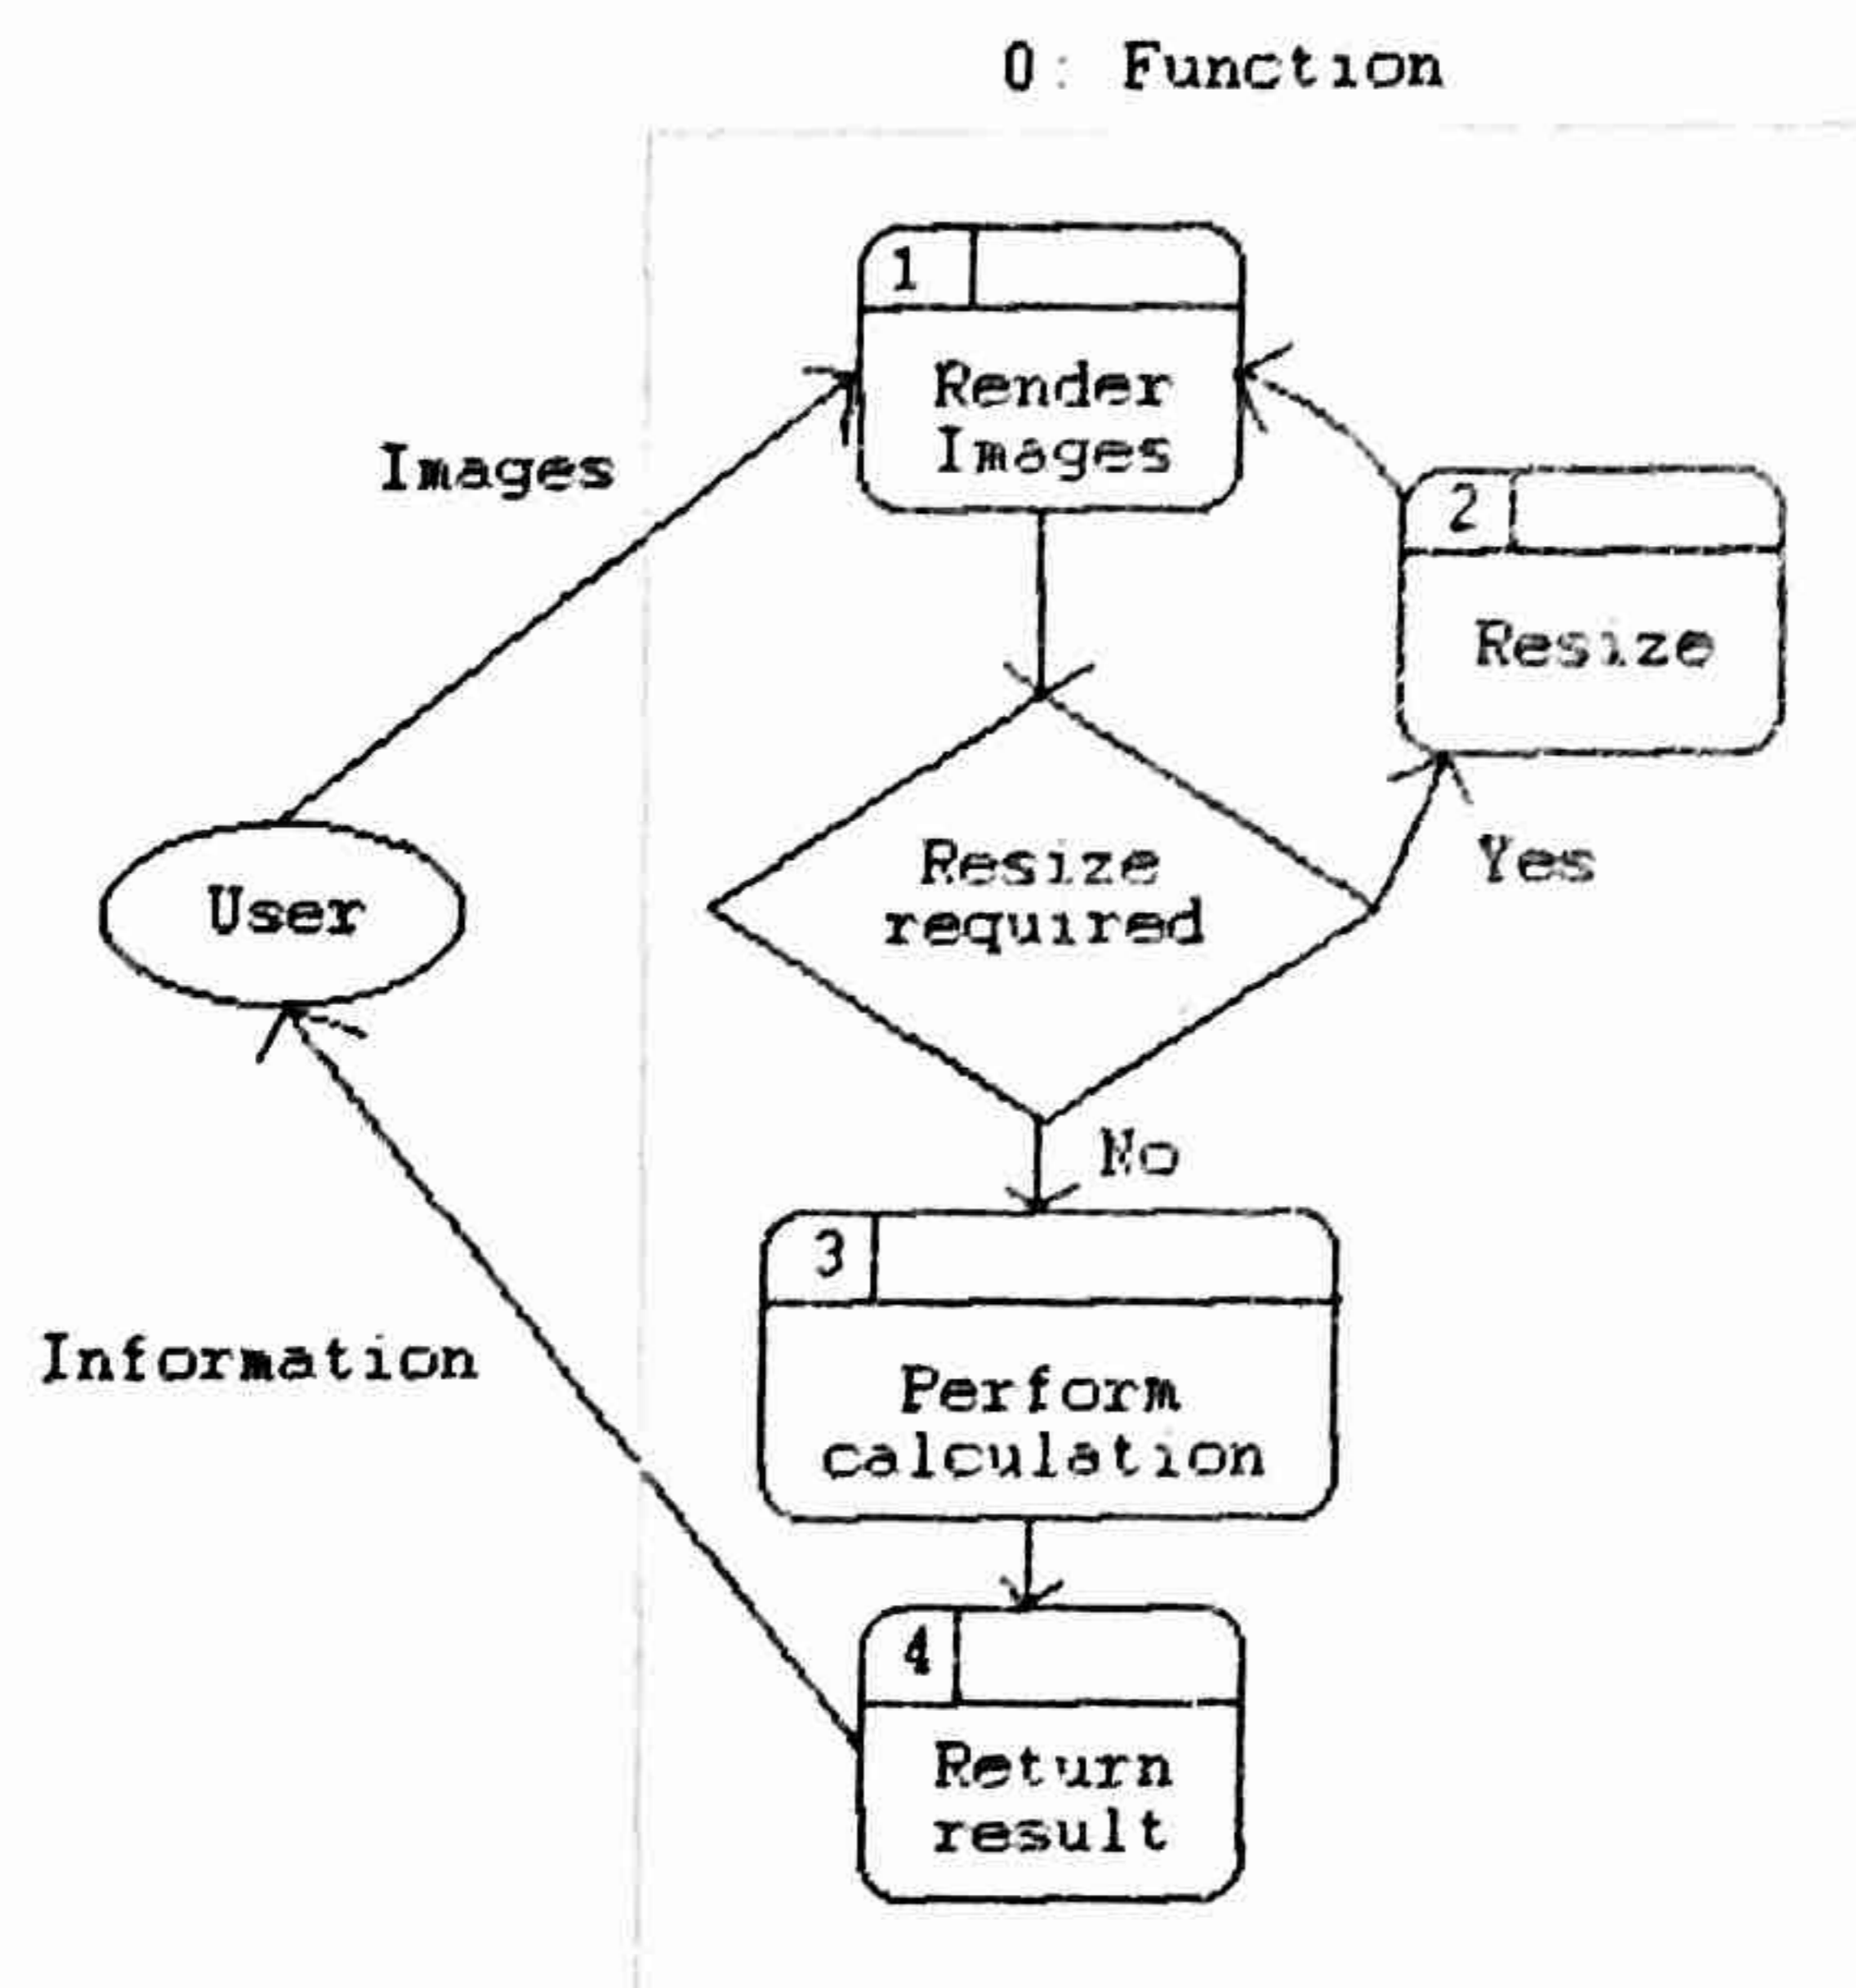 0: Function
1
Render
Images
Images
2
Resize
User
Resize
required
Yes
No
3
Perform
calculation
Information
4
Return
result